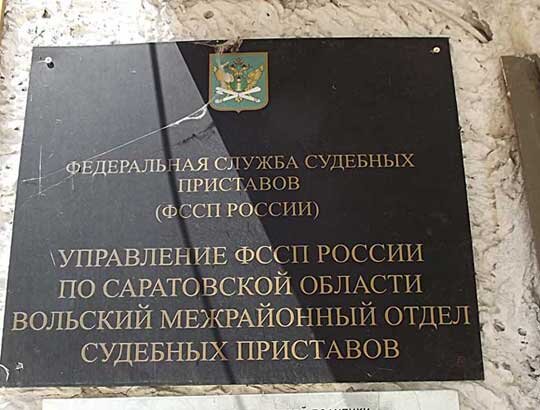 ФЕДЕРАЛЬНАЯ СЛУЖБА СУДЕБНЫХ
ПРИСТАВОВ
(ФССП РОССИИ)
УПРАВЛЕНИЕ ФССП РОССИИ
ПО САРАТОВСКОЙ ОБЛАСТИ
ВОЛЬСКИЙ МЕЖРАЙОННЫЙ ОТДЕЛ
СУДЕБНЫХ ПРИСТАВОВ